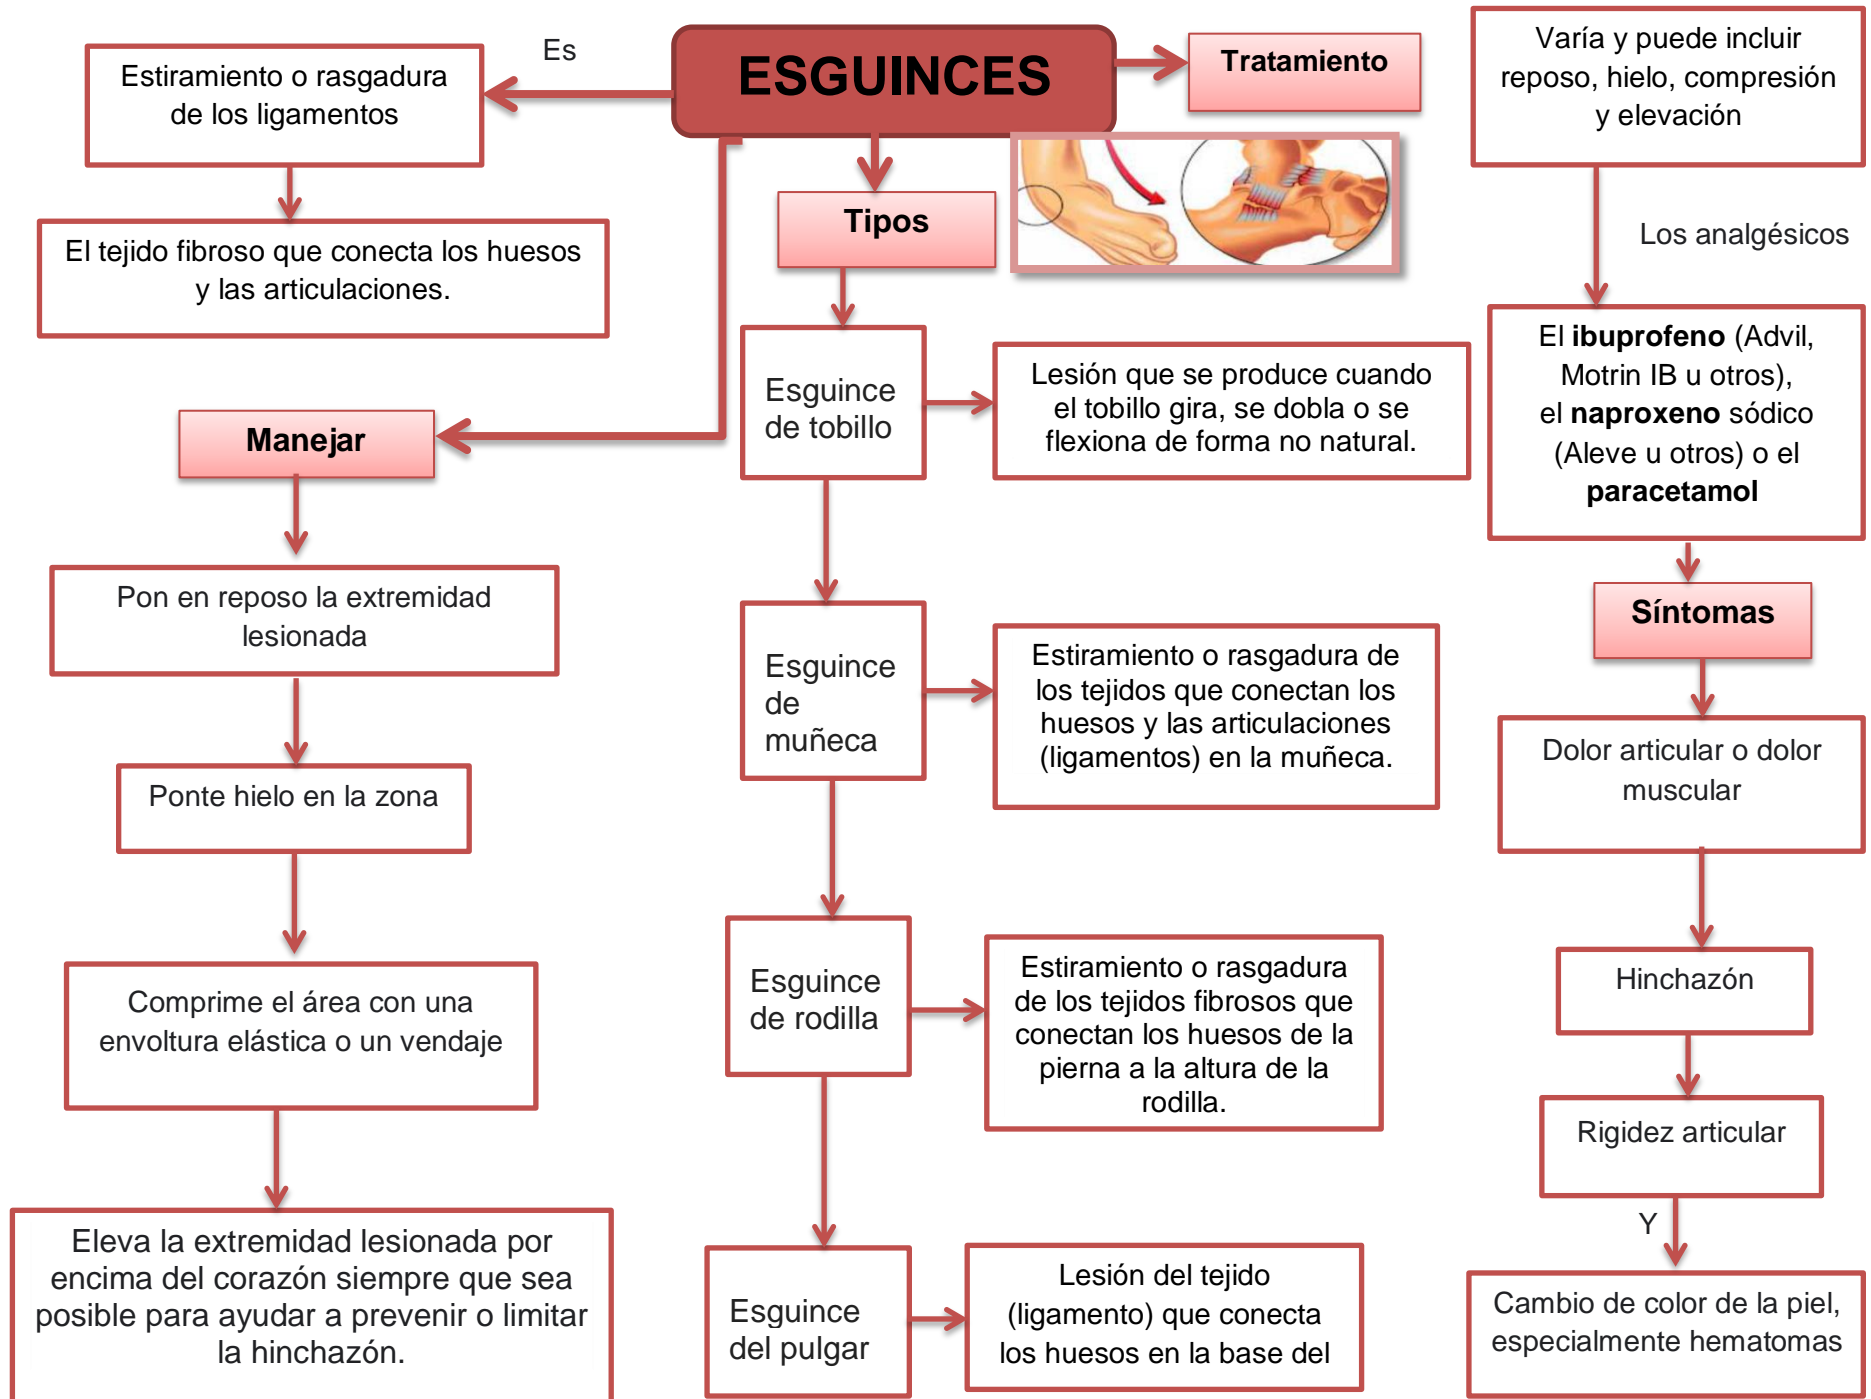 ESGUINCES
Es
Estiramiento o rasgadura
de los ligamentos
El tejido fibroso que conecta los huesos
y las articulaciones.
Manejar
Pon en reposo la extremidad
lesionada
Ponte hielo en la zona
Comprime el área con una
envoltura elástica o un vendaje
Eleva la extremidad lesionada por
encima del corazón siempre que sea
posible para ayudar a prevenir o limitar
la hinchazón.
Tipos
Esguince
de tobillo
Lesión que se produce cuando
el tobillo gira, se dobla o se
flexiona de forma no natural.
Esguince
de
muñeca
Estiramiento o rasgadura de
los tejidos que conectan los
huesos y las articulaciones
(ligamentos) en la muñeca.
Esguince
de rodilla
Estiramiento o rasgadura
de los tejidos fibrosos que
conectan los huesos de la
pierna a la altura de la
rodilla.
Esguince
del pulgar
Lesión del tejido
(ligamento) que conecta
los huesos en la base del
Tratamiento
Varía y puede incluir
reposo, hielo, compresión
y elevación
Los analgésicos
El ibuprofeno (Advil,
Motrin IB u otros),
el naproxeno sódico
(Aleve u otros) o el
paracetamol
Síntomas
Dolor articular o dolor
muscular
Hinchazón
Rigidez articular
Y
Cambio de color de la piel,
especialmente hematomas